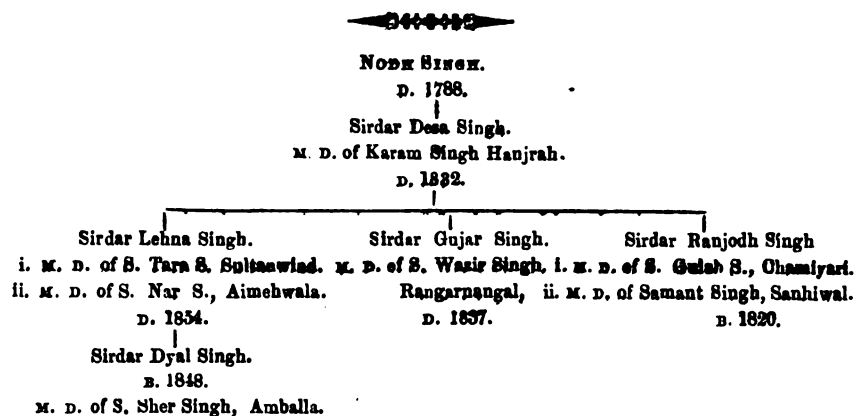 NODH SINGH.
D. 1788.
Sirdar Desa Singh.
M. D. of Karam Singh Hanjrah.
D. 1832.
Sirdar Lehna Singh. Sirdar Gujar Singh. Sirdar Ranjodh Singh
i. M. D. of S. Tara S. Sultanwind. M. D. of S. Wazir Singh, i. M. D. of S. Gulab S., Chamiyari.
ii. M. D. of S. Nar S., Aimehwala. Rangarnangal, ii. M. D. of Samant Singh, Sanhiwal.
D. 1854. D. 1837. B. 1820.
Sirdar Dyal Singh.
B. 1848.
M. D. of S. Sher Singh, Amballa.